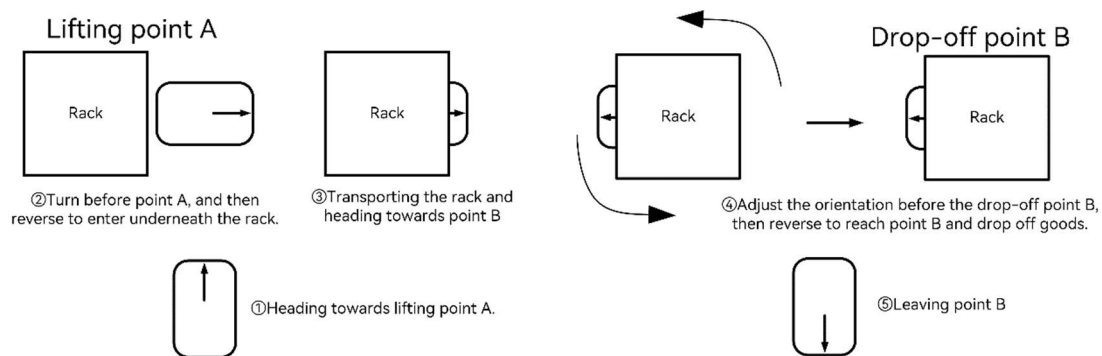 Lifting point A
Rack
②Turn before point A, and then
reverse to enter underneath the rack.
Rack
③Transporting the rack and
heading towards point B
①Heading towards lifting point A.
Drop-off point B
Rack
Rack
④Adjust the orientation before the drop-off point B,
then reverse to reach point B and drop off goods.
⑤Leaving point B